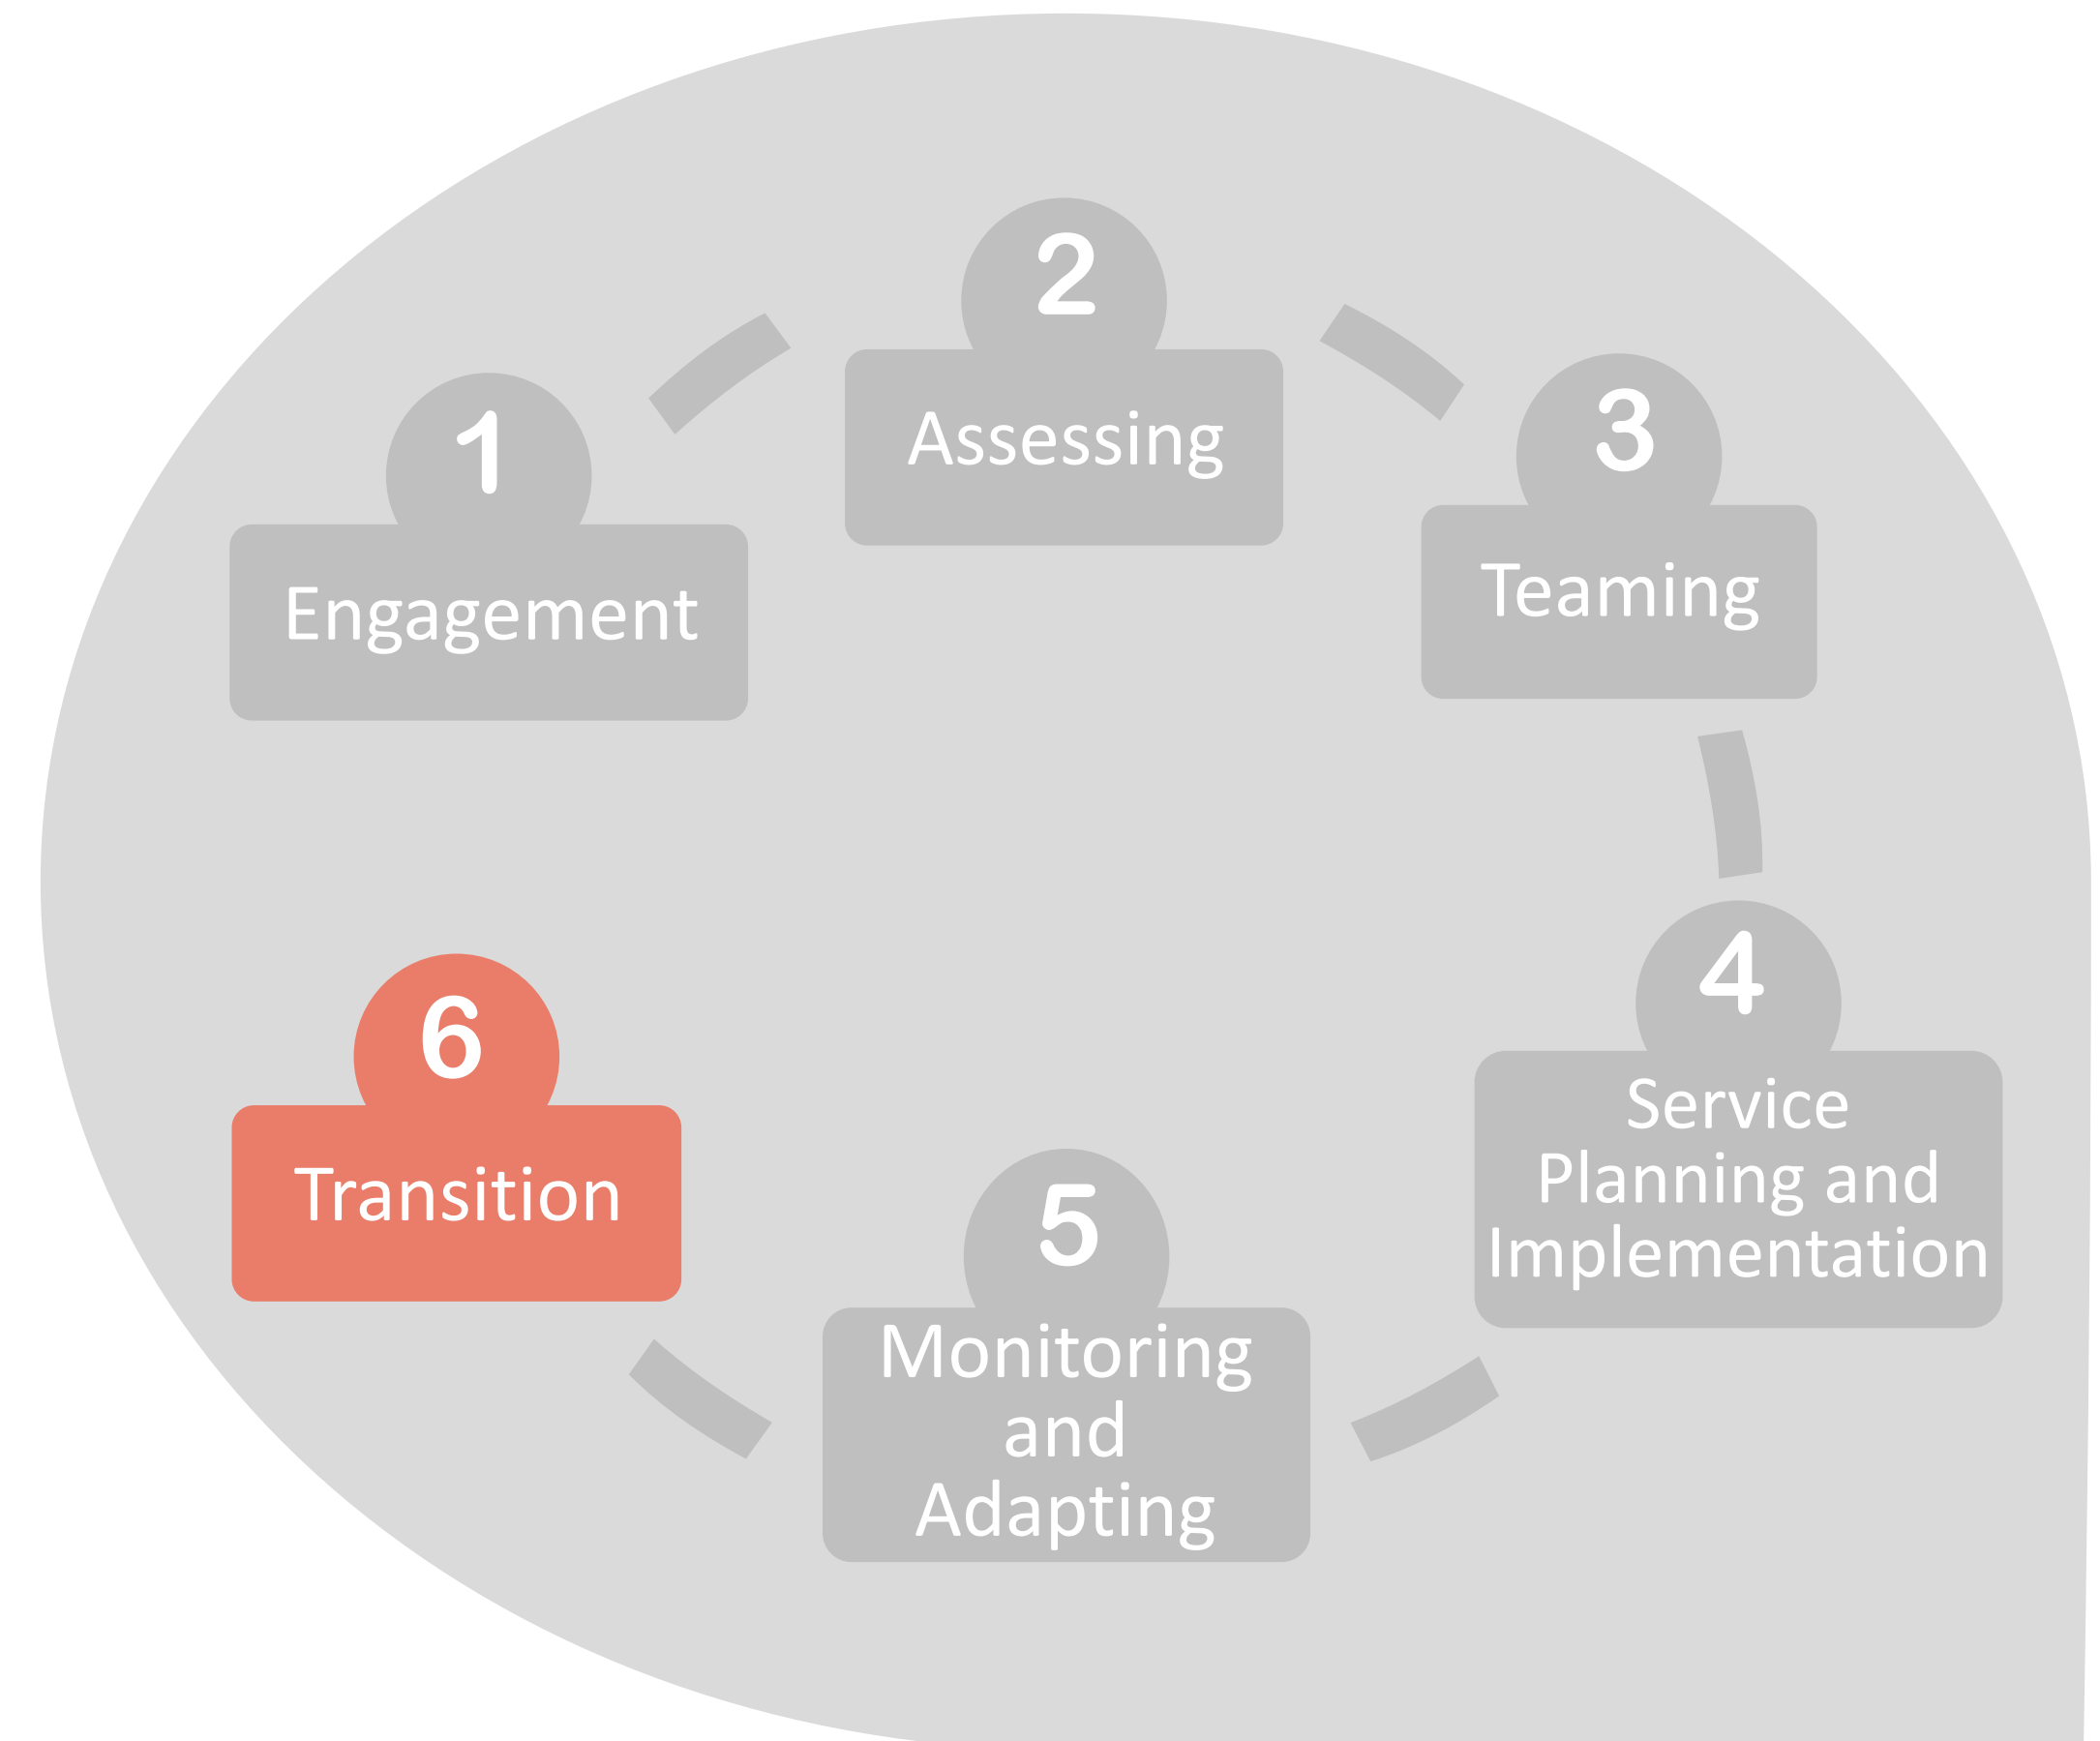 1
Engagement
2
Assessing
3
Teaming
4
Service
Planning and
Implementation
5
Monitoring
and
Adapting
6
Transition